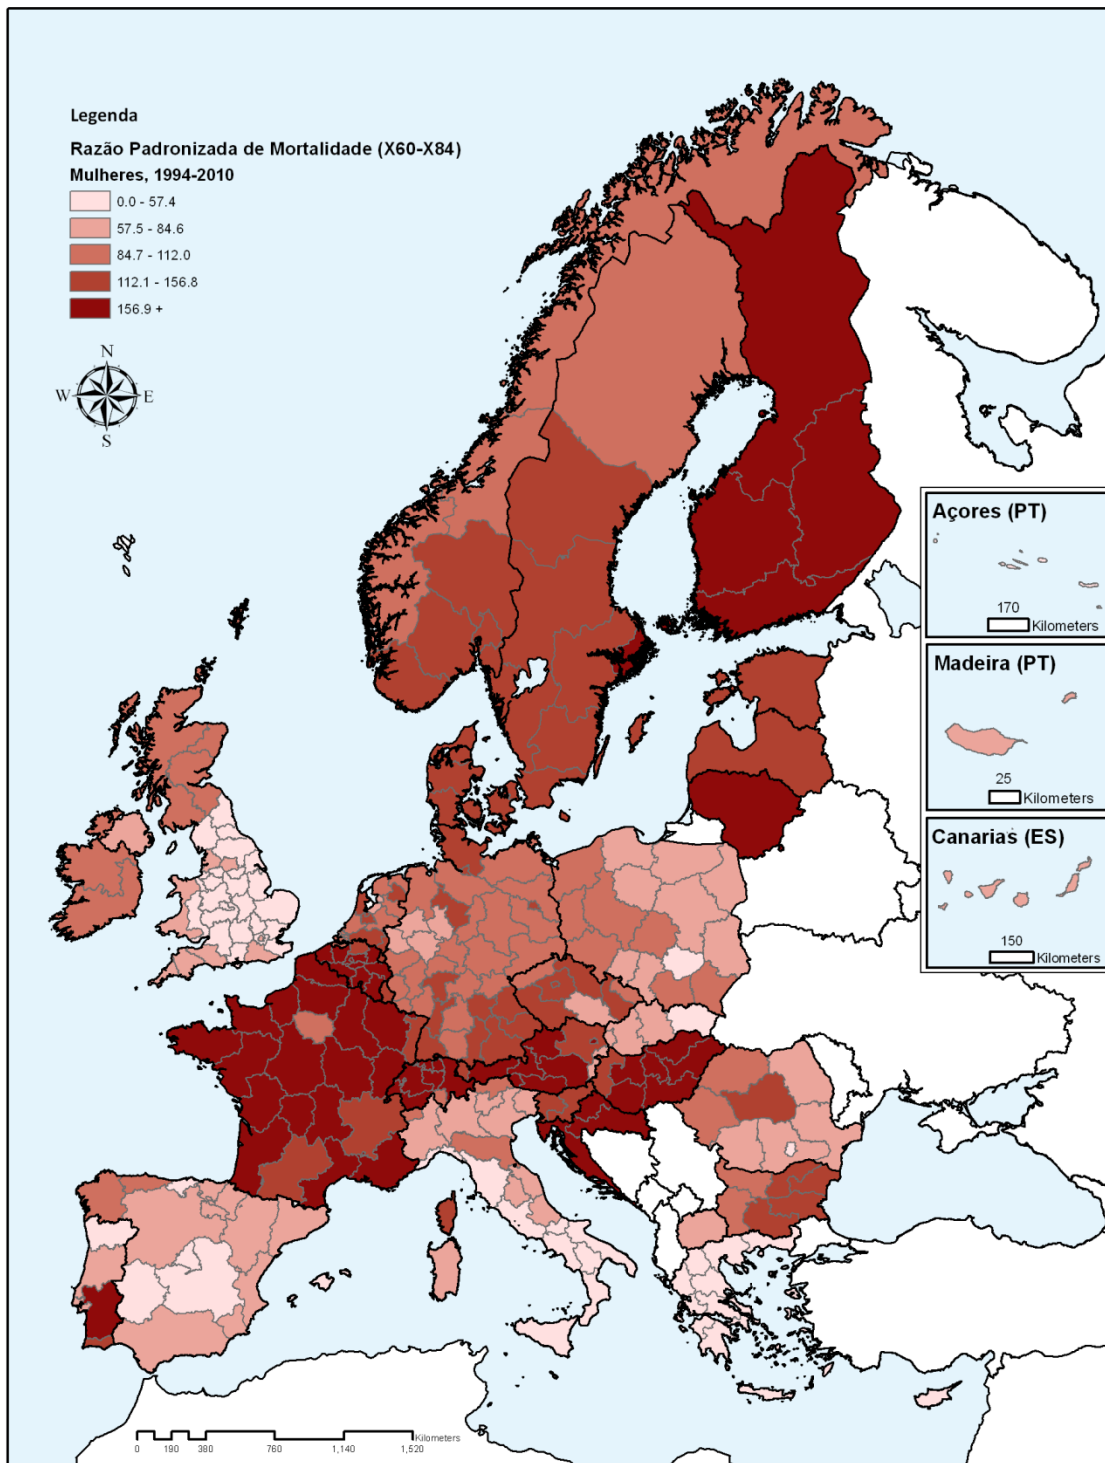 Legenda
Razão Padronizada de Mortalidade (X60-X84)
Mulheres, 1994-2010
0.0 - 57.4
57.5 - 84.6
84.7 - 112.0
112.1 - 156.8
156.9 +
N
W E
S
Açores (PT)
170
Kilometers
Madeira (PT)
25
Kilometers
Canarias (ES)
150
Kilometers
Kilometers
0 190 380 760 1,140 1,520